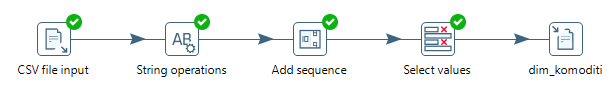 CSV file input
String operations
Add sequence
Select values
dim_komoditi
AB